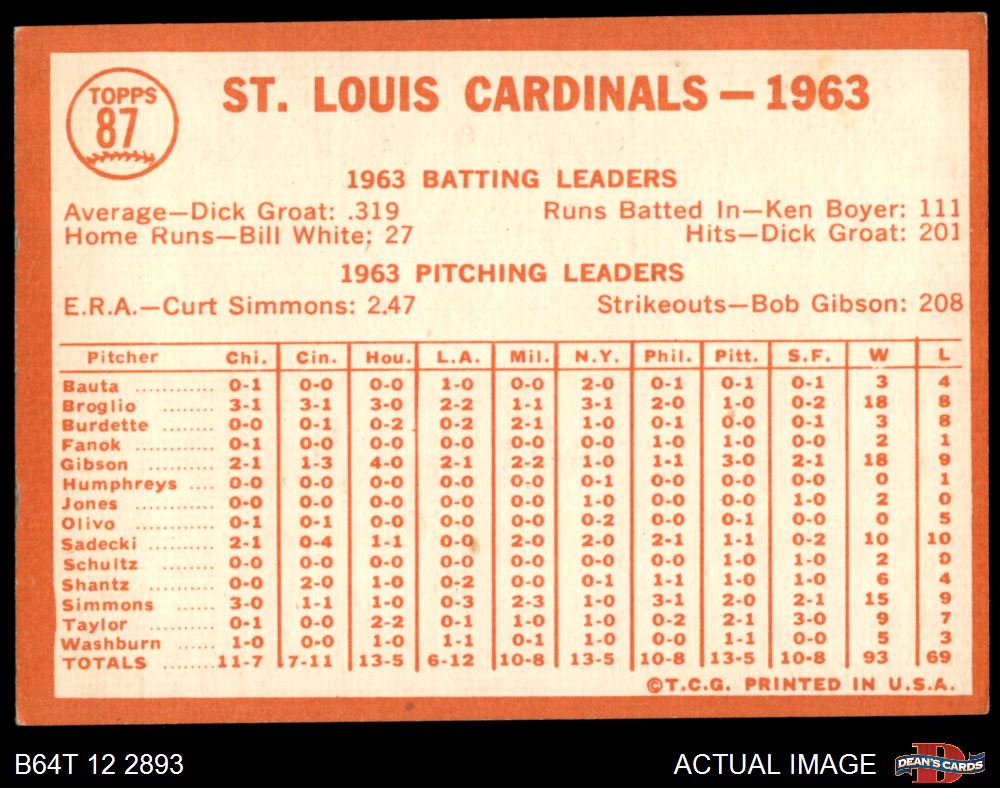 TOPPS
87
ST. LOUIS CARDINALS — 1963
1963 BATTING LEADERS
Average—Dick Groat: .319 Runs Batted In—Ken Boyer: 111
Home Runs—Bill White: 27 Hits—Dick Groat: 201
1963 PITCHING LEADERS
E.R.A.—Curt Simmons: 2.47 Strikeouts—Bob Gibson: 208
Pitcher Chi. Cin. Hou. L.A. Mil. N.Y. Phil. Pitt. S.F. W L
Bauta ............ 0-1 0-0 0-0 1-0 0-0 2-0 0-1 0-1 0-1 3 4
Broglio .......... 3-1 3-1 3-0 2-2 1-1 3-1 2-0 1-0 0-2 18 8
Burdette ........ 0-0 0-1 0-2 0-2 2-1 1-0 0-1 0-0 0-1 3 8
Fanok ............ 0-1 0-0 0-0 0-0 0-0 0-0 1-0 1-0 0-0 2 1
Gibson .......... 2-1 1-3 4-0 2-1 2-2 1-0 1-1 3-0 2-1 18 9
Humphreys .... 0-0 0-0 0-0 0-0 0-0 0-1 0-0 0-0 0-0 0 1
Jones ............ 0-0 0-0 0-0 0-0 0-0 1-0 0-0 0-0 1-0 2 0
Olivo ............ 0-1 0-1 0-0 0-0 0-0 0-2 0-0 0-1 0-0 0 5
Sadecki .......... 2-1 0-4 1-1 0-0 2-0 2-0 2-1 1-1 0-2 10 10
Schultz .......... 0-0 0-0 0-0 0-0 0-0 0-0 0-0 1-0 1-0 2 0
Shantz .......... 0-0 2-0 1-0 0-2 0-0 0-1 1-1 1-0 1-0 6 4
Simmons ...... 3-0 1-1 1-0 0-3 2-3 1-0 3-1 2-0 2-1 15 9
Taylor .......... 0-1 0-0 2-2 0-1 1-0 1-0 0-2 2-1 3-0 9 7
Washburn ...... 1-0 0-0 1-0 1-1 0-1 1-0 0-0 1-1 0-0 5 3
TOTALS ...... 11-7 7-11 13-5 6-12 10-8 13-5 10-8 13-5 10-8 93 69
©T.C.G. PRINTED IN U.S.A.
B64T 12 2893 ACTUAL IMAGE D DEAN'S CARDS